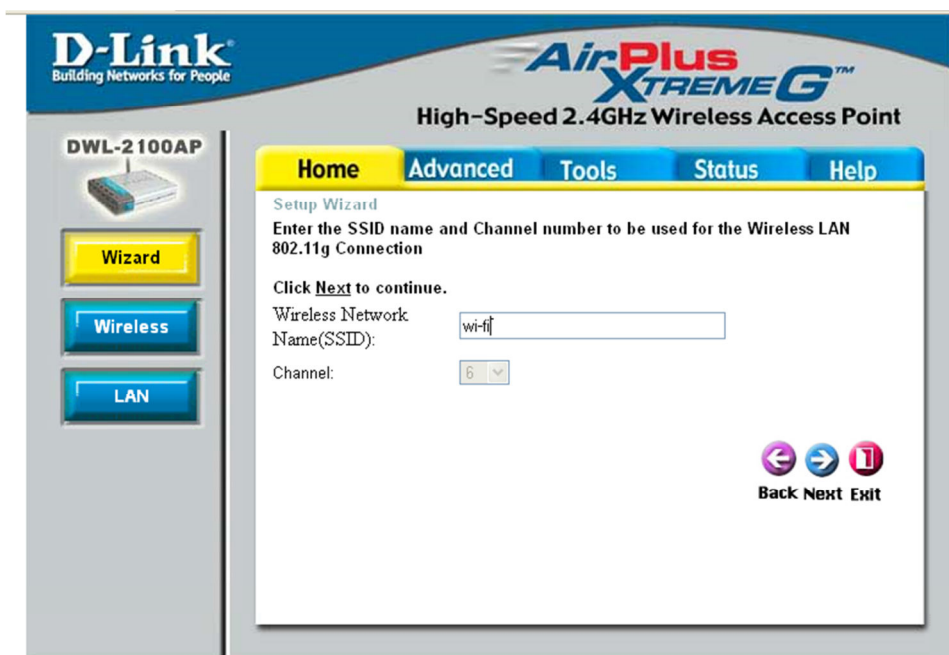 D-Link
Building Networks for People
AirPlus
XTREME G™
High-Speed 2.4GHz Wireless Access Point
DWL-2100AP
Home
Advanced
Tools
Status
Help
Wizard
Wireless
LAN
Setup Wizard
Enter the SSID name and Channel number to be used for the Wireless LAN
802.11g Connection
Click Next to continue.
Wireless Network
Name(SSID):
wi-fi
Channel:
6
Back Next Exit